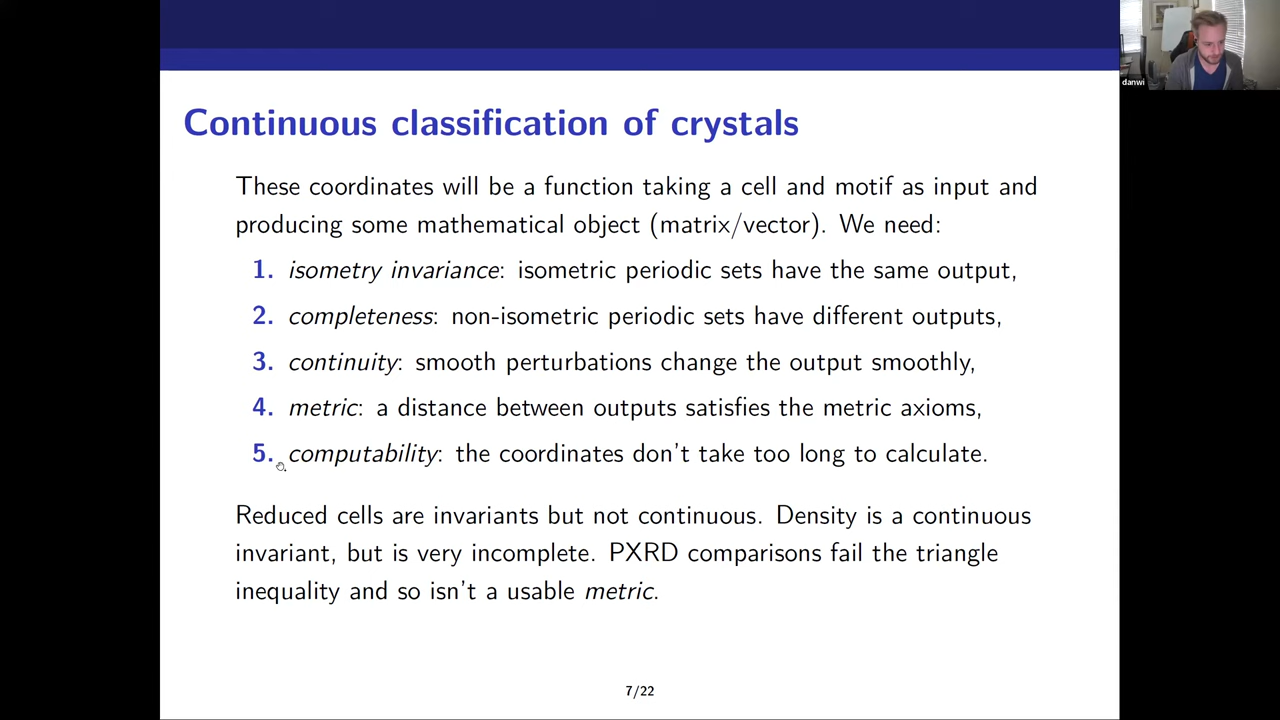 danwi
Continuous classification of crystals
These coordinates will be a function taking a cell and motif as input and
producing some mathematical object (matrix/vector). We need:
1. isometry invariance: isometric periodic sets have the same output,
2. completeness: non-isometric periodic sets have different outputs,
3. continuity: smooth perturbations change the output smoothly,
4. metric: a distance between outputs satisfies the metric axioms,
5. computability: the coordinates don't take too long to calculate.
Reduced cells are invariants but not continuous. Density is a continuous
invariant, but is very incomplete. PXRD comparisons fail the triangle
inequality and so isn't a usable metric.
7/22